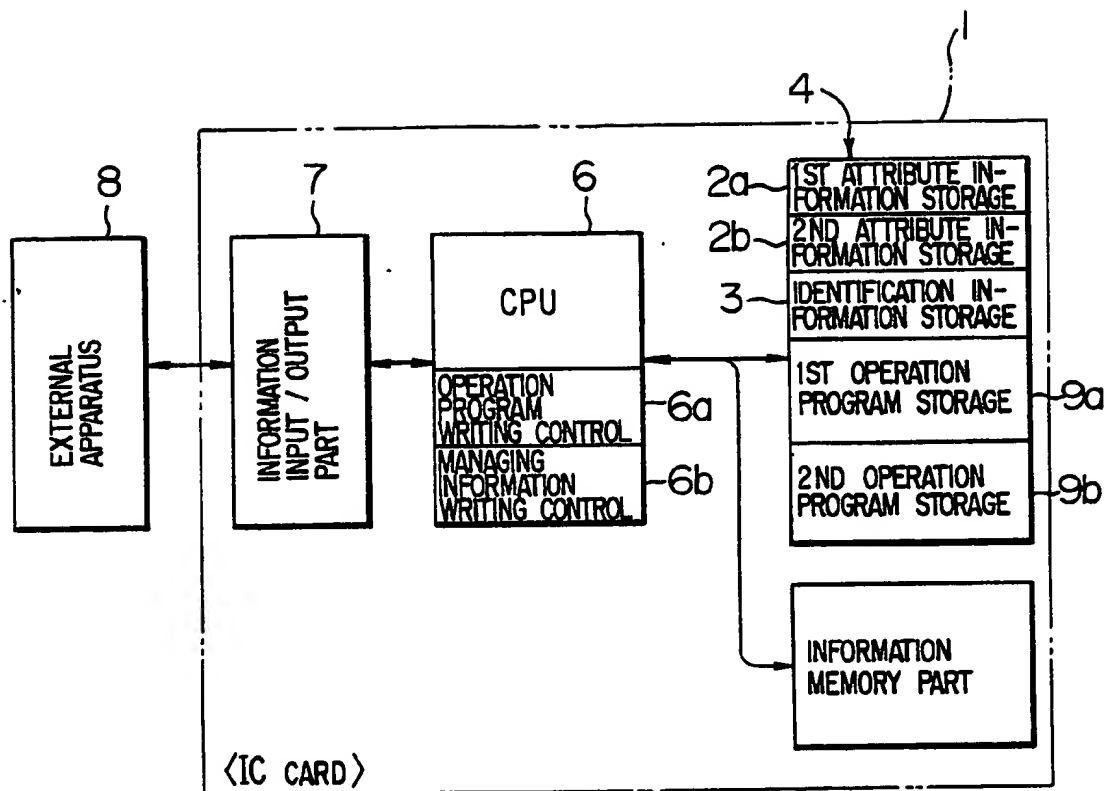 1
4
8
7
6
2a
1ST ATTRIBUTE IN-
FORMATION STORAGE
2b
2ND ATTRIBUTE IN-
FORMATION STORAGE
3
IDENTIFICATION IN-
FORMATION STORAGE
EXTERNAL
APPARATUS
INFORMATION
INPUT / OUTPUT
PART
CPU
OPERATION
PROGRAM
WRITING CONTROL
6a
MANAGING
INFORMATION
WRITING CONTROL
6b
1ST OPERATION
PROGRAM STORAGE
9a
2ND OPERATION
PROGRAM STORAGE
9b
INFORMATION
MEMORY PART
〈IC CARD〉